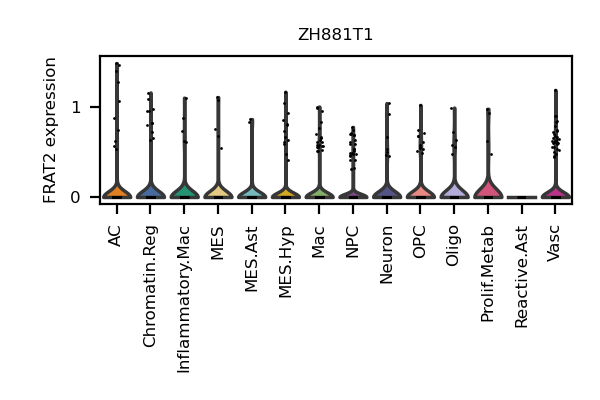 ZH881T1
FRAT2 expression
1
0
AC
Chromatin.Reg
Inflammatory.Mac
MES
MES.Ast
MES.Hyp
Mac
NPC
Neuron
OPC
Oligo
Prolif.Metab
Reactive.Ast
Vasc